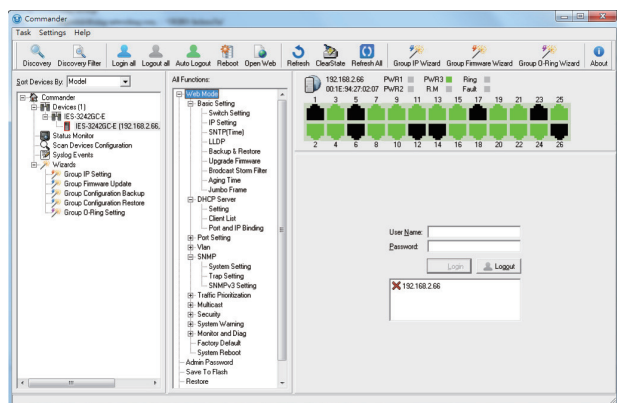 Commander
Task Settings Help
Discovery Discovery Filter Login all Logout all Auto Logout Reboot Open Web Refresh ClearState Refresh All Group IP Wizard Group Firmware Wizard Group O-Ring Wizard About
Sort Devices By: Model
Commander
Devices (1)
IES-3242GC-E
IES-3242GC-E (192.168.2.66.
Status Monitor
Scan Devices Configuration
Syslog Events
Wizards
Group IP Setting
Group Firmware Update
Group Configuration Backup
Group Configuration Restore
Group O-Ring Setting
All Functions:
Web Mode
Basic Setting
Switch Setting
IP Setting
SNTP(Time)
LLDP
Backup & Restore
Upgrade Firmware
Brodcast Storm Filter
Aging Time
Jumbo Frame
DHCP Server
Setting
Client List
Port and IP Binding
Port Setting
Vlan
SNMP
System Setting
Trap Setting
SNMPv3 Setting
Traffic Prioritization
Multicast
Security
System Warning
Monitor and Diag
Factory Default
System Reboot
Admin Password
Save To Flash
Restore
192.168.2.66 PWR1 PWR3 Ring
00:1E:94:27:02:07 PWR2 R.M Fault
1 3 5 7 9 11 13 15 17 19 21 23 25
2 4 6 8 10 12 14 16 18 20 22 24 26
User Name:
Password:
Login Logout
192.168.2.66